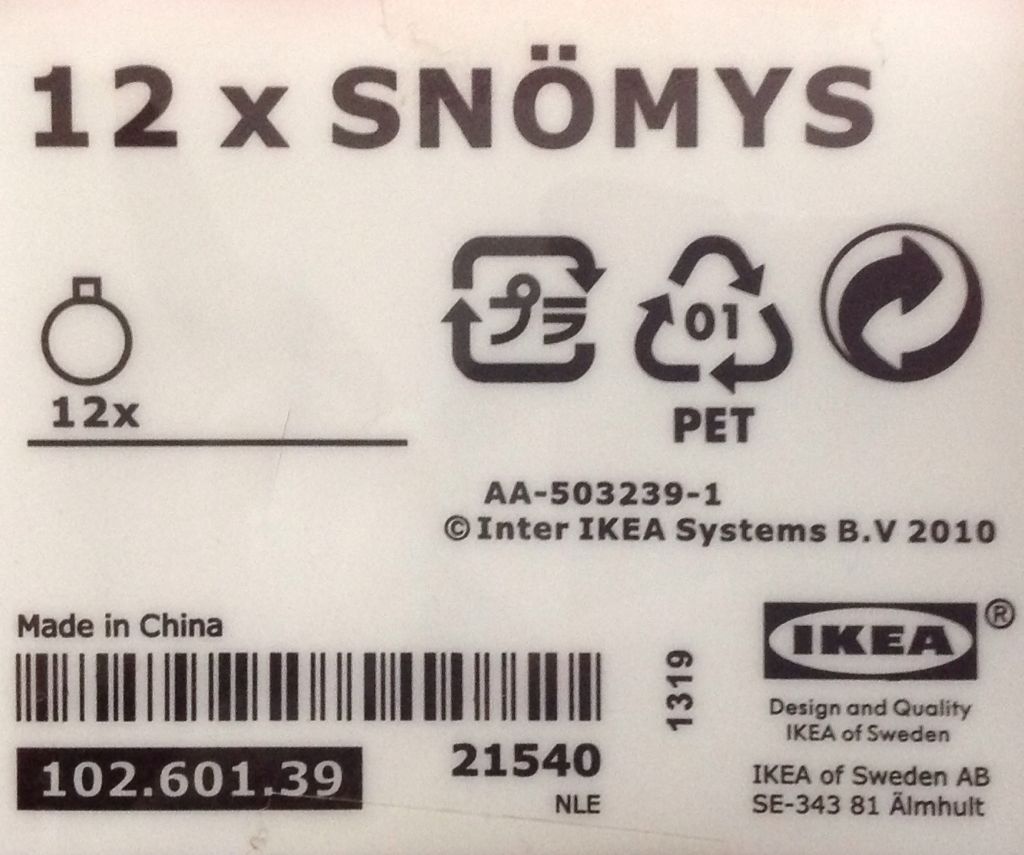 12 x SNÖMYS
プラ
01
PET
12x
AA-503239-1
©Inter IKEA Systems B.V 2010
Made in China
1319
IKEA®
Design and Quality
IKEA of Sweden
102.601.39
21540
NLE
IKEA of Sweden AB
SE-343 81 Älmhult